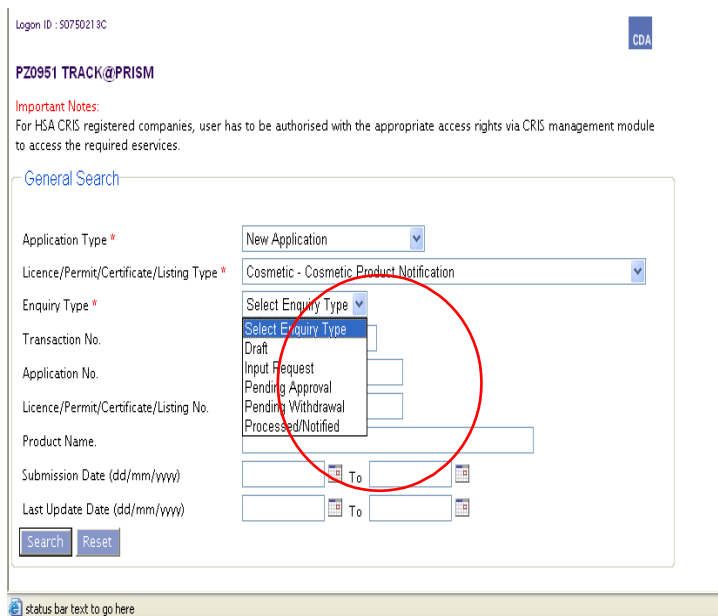 Logon ID : S0750213C
CDA
PZ0951 TRACK@PRISM
Important Notes:
For HSA CRIS registered companies, user has to be authorised with the appropriate access rights via CRIS management module
to access the required eservices.
General Search
Application Type * New Application
Licence/Permit/Certificate/Listing Type * Cosmetic - Cosmetic Product Notification
Enquiry Type * Select Enquiry Type
Select Enquiry Type
Transaction No.
Draft
Input Request
Application No.
Pending Approval
Pending Withdrawal
Licence/Permit/Certificate/Listing No.
Processed/Notified
Product Name.
Submission Date (dd/mm/yyyy) To
Last Update Date (dd/mm/yyyy) To
Search Reset
status bar text to go here